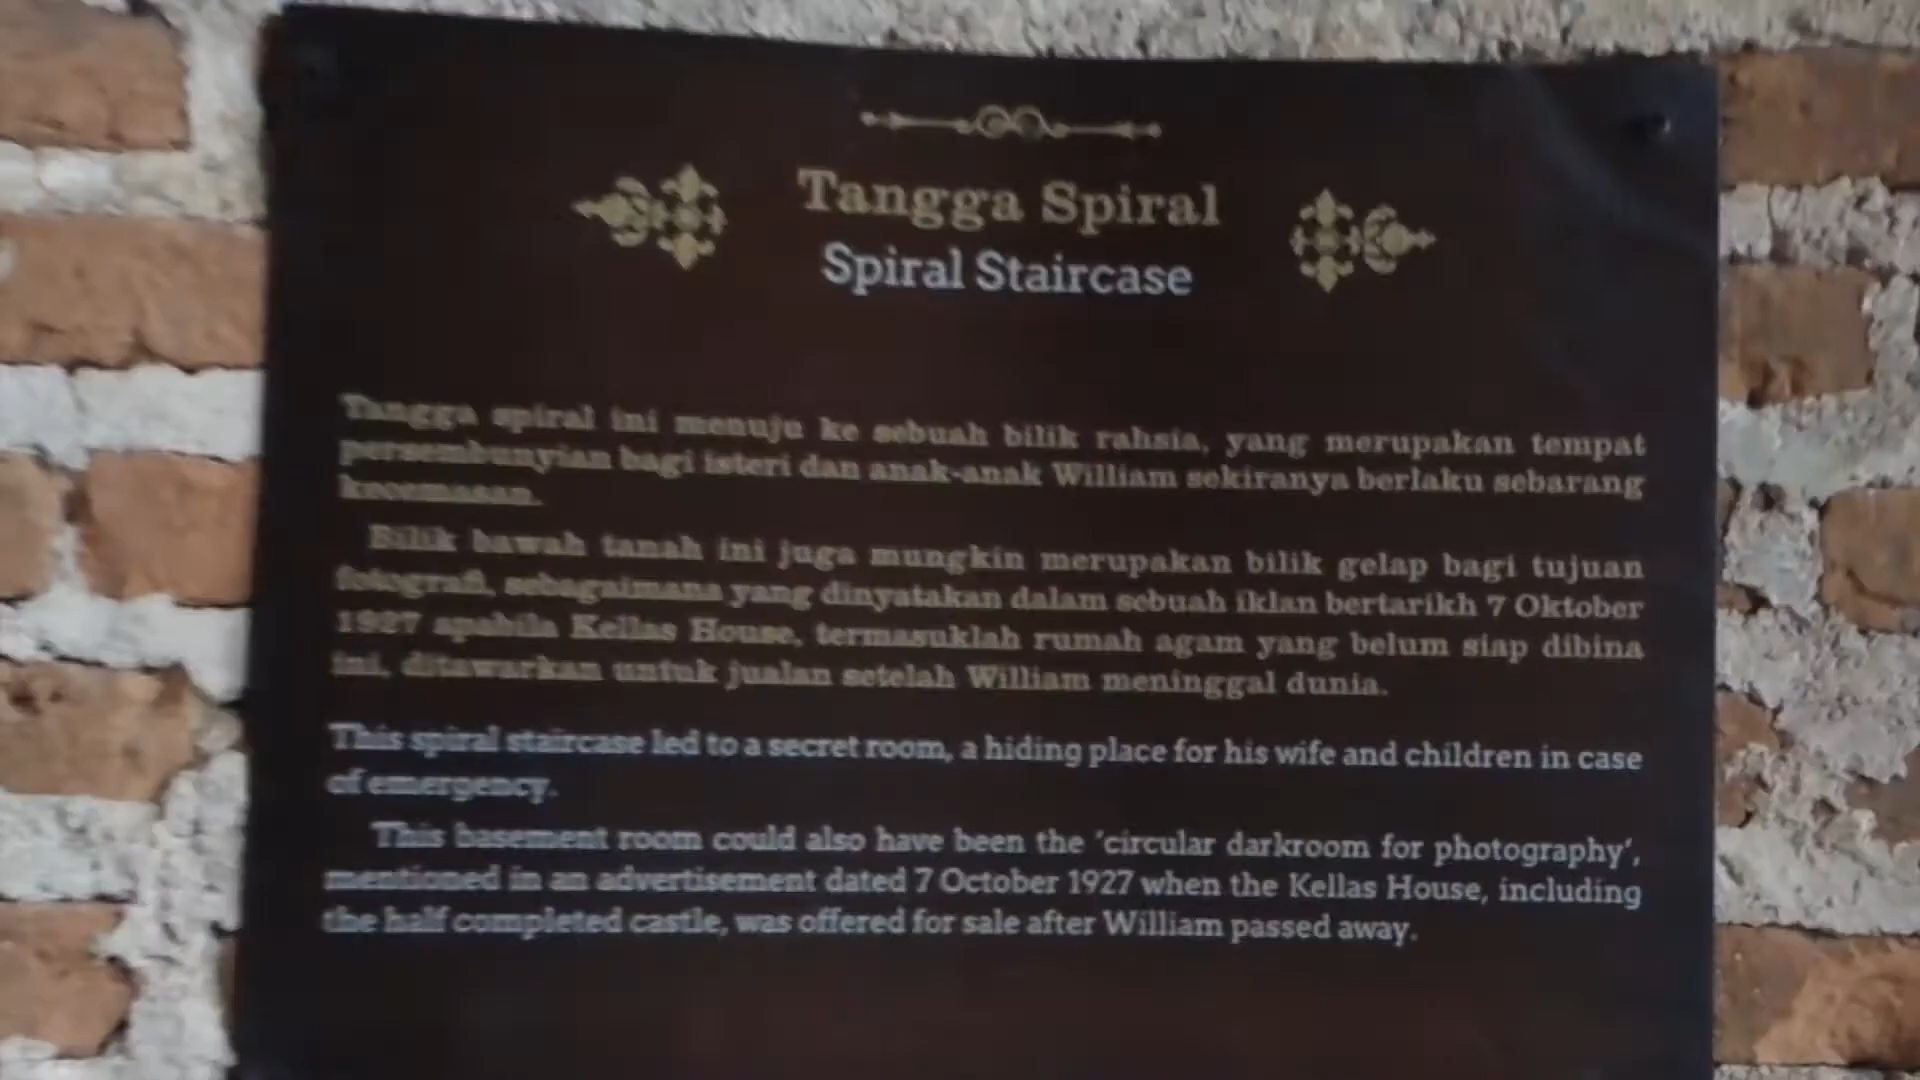 Tangga Spiral
Spiral Staircase
Tangga spiral ini menuju ke sebuah bilik rahsia, yang merupakan tempat
persembunyian bagi isteri dan anak-anak William sekiranya berlaku sebarang
kecemasan.
Bilik bawah tanah ini juga mungkin merupakan bilik gelap bagi tujuan
fotografi, sebagaimana yang dinyatakan dalam sebuah iklan bertarikh 7 Oktober
1927 apabila Kellas House, termasuklah rumah agam yang belum siap dibina
ini, ditawarkan untuk jualan setelah William meninggal dunia.
This spiral staircase led to a secret room, a hiding place for his wife and children in case
of emergency.
This basement room could also have been the 'circular darkroom for photography',
mentioned in an advertisement dated 7 October 1927 when the Kellas House, including
the half completed castle, was offered for sale after William passed away.